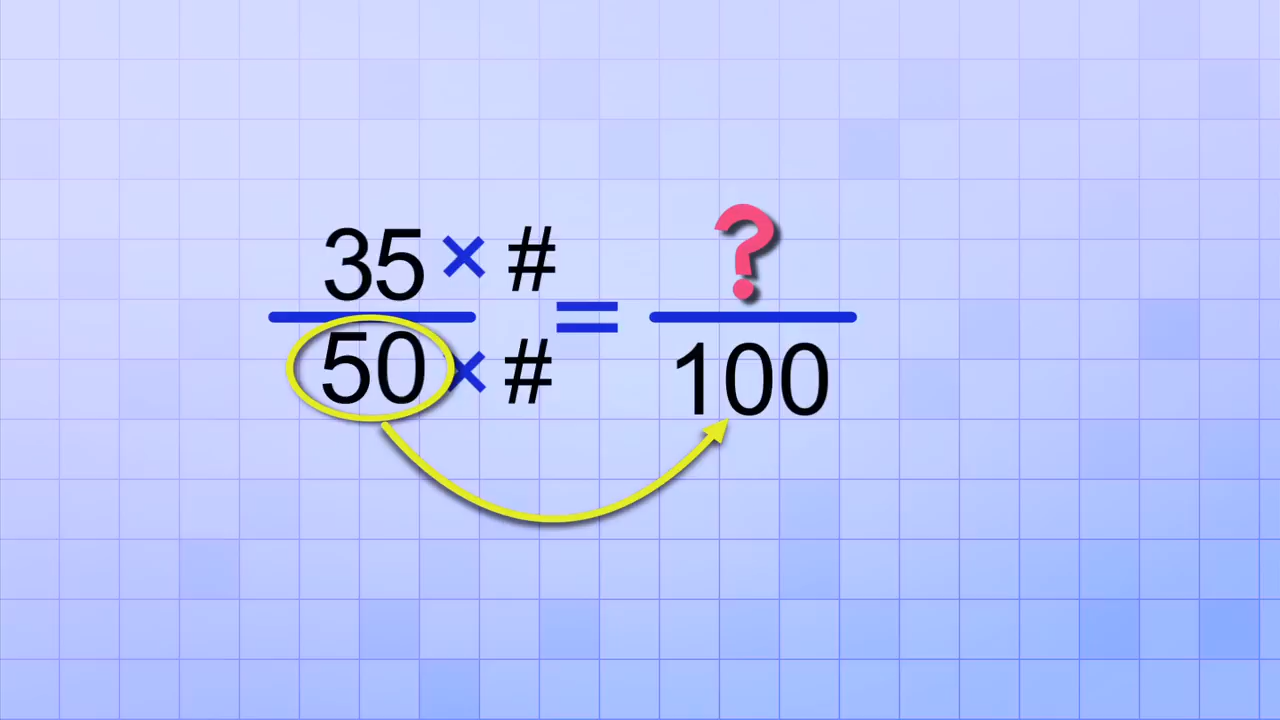 35 × # = ?
50 × # 100